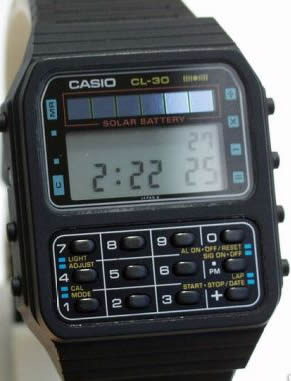 CASIO CL-30
MR
SOLAR BATTERY
÷
×
-
=
C
27
2:22 25
7 8 9 0
LIGHT
ADJUST
AL ON•OFF/RESET
SIG ON•OFF
4 5 6 • PM
CAL
MODE
LAP
START•STOP/DATE
1 2 3 +